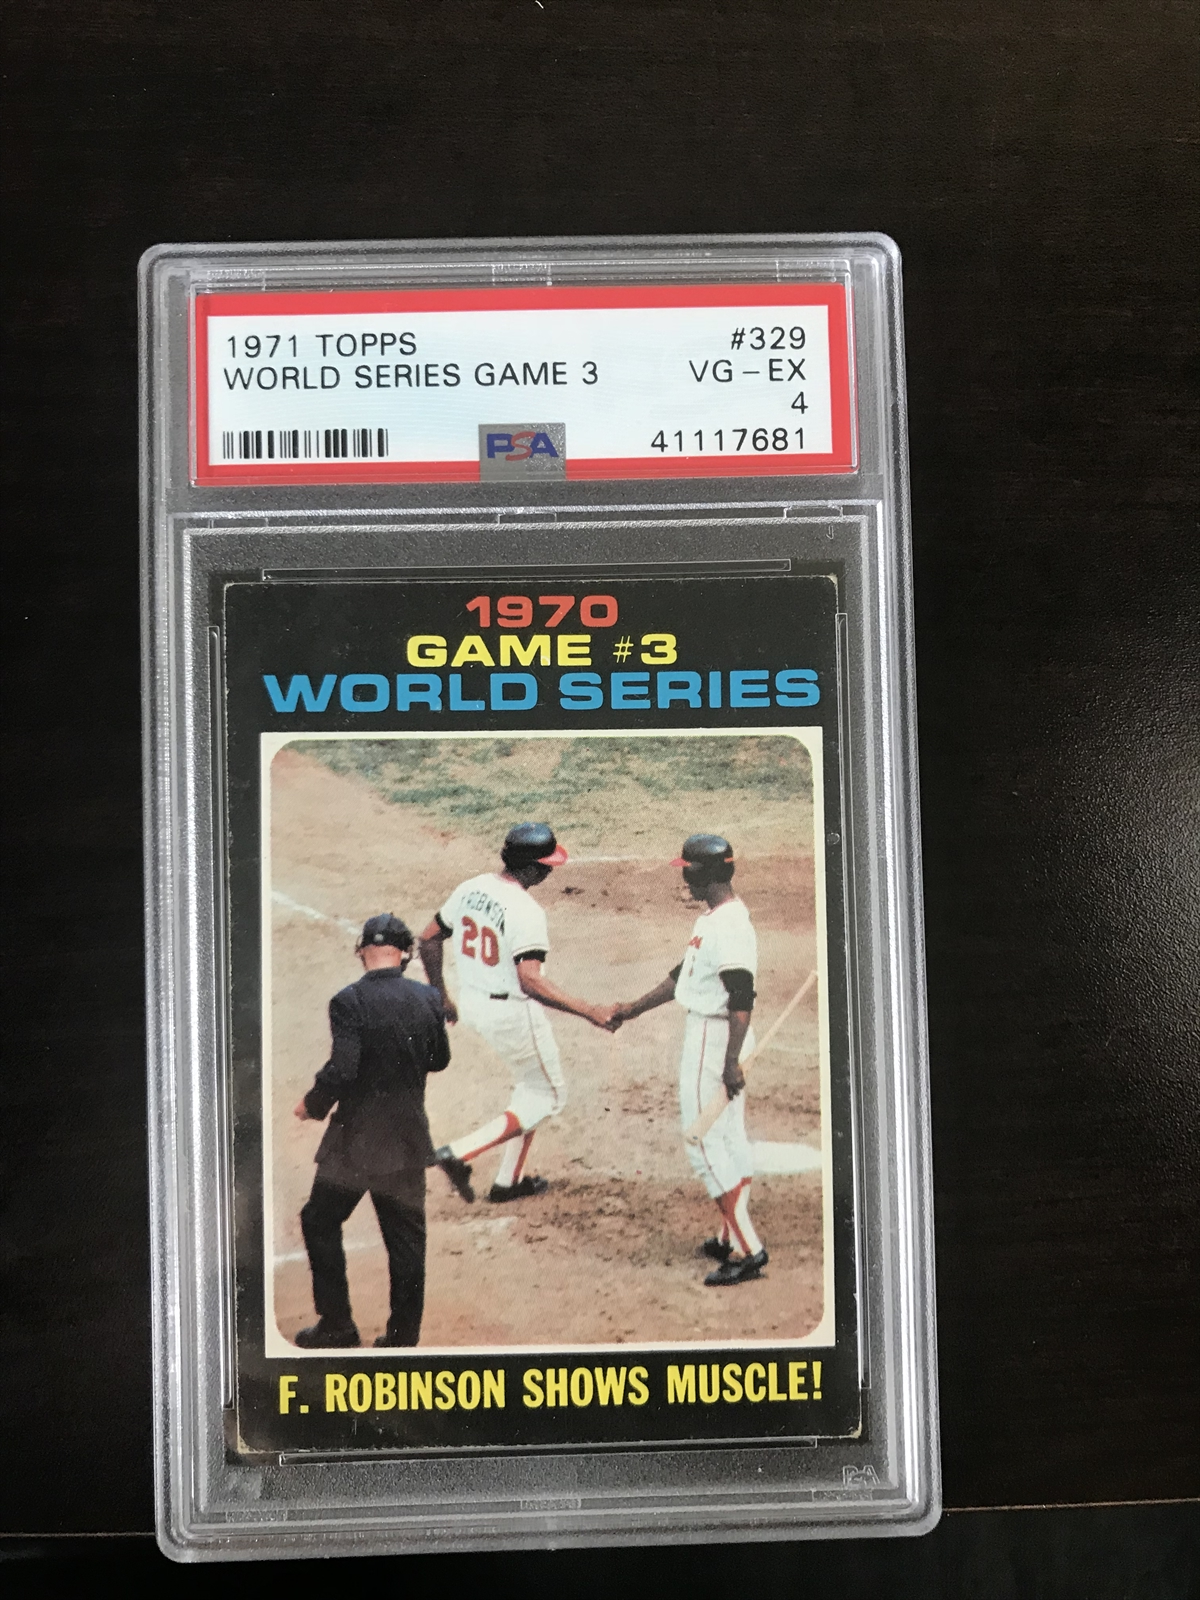 1971 TOPPS #329
WORLD SERIES GAME 3 VG-EX
4
PSA 41117681
1970
GAME #3
WORLD SERIES
ROBINSON
20
F. ROBINSON SHOWS MUSCLE!